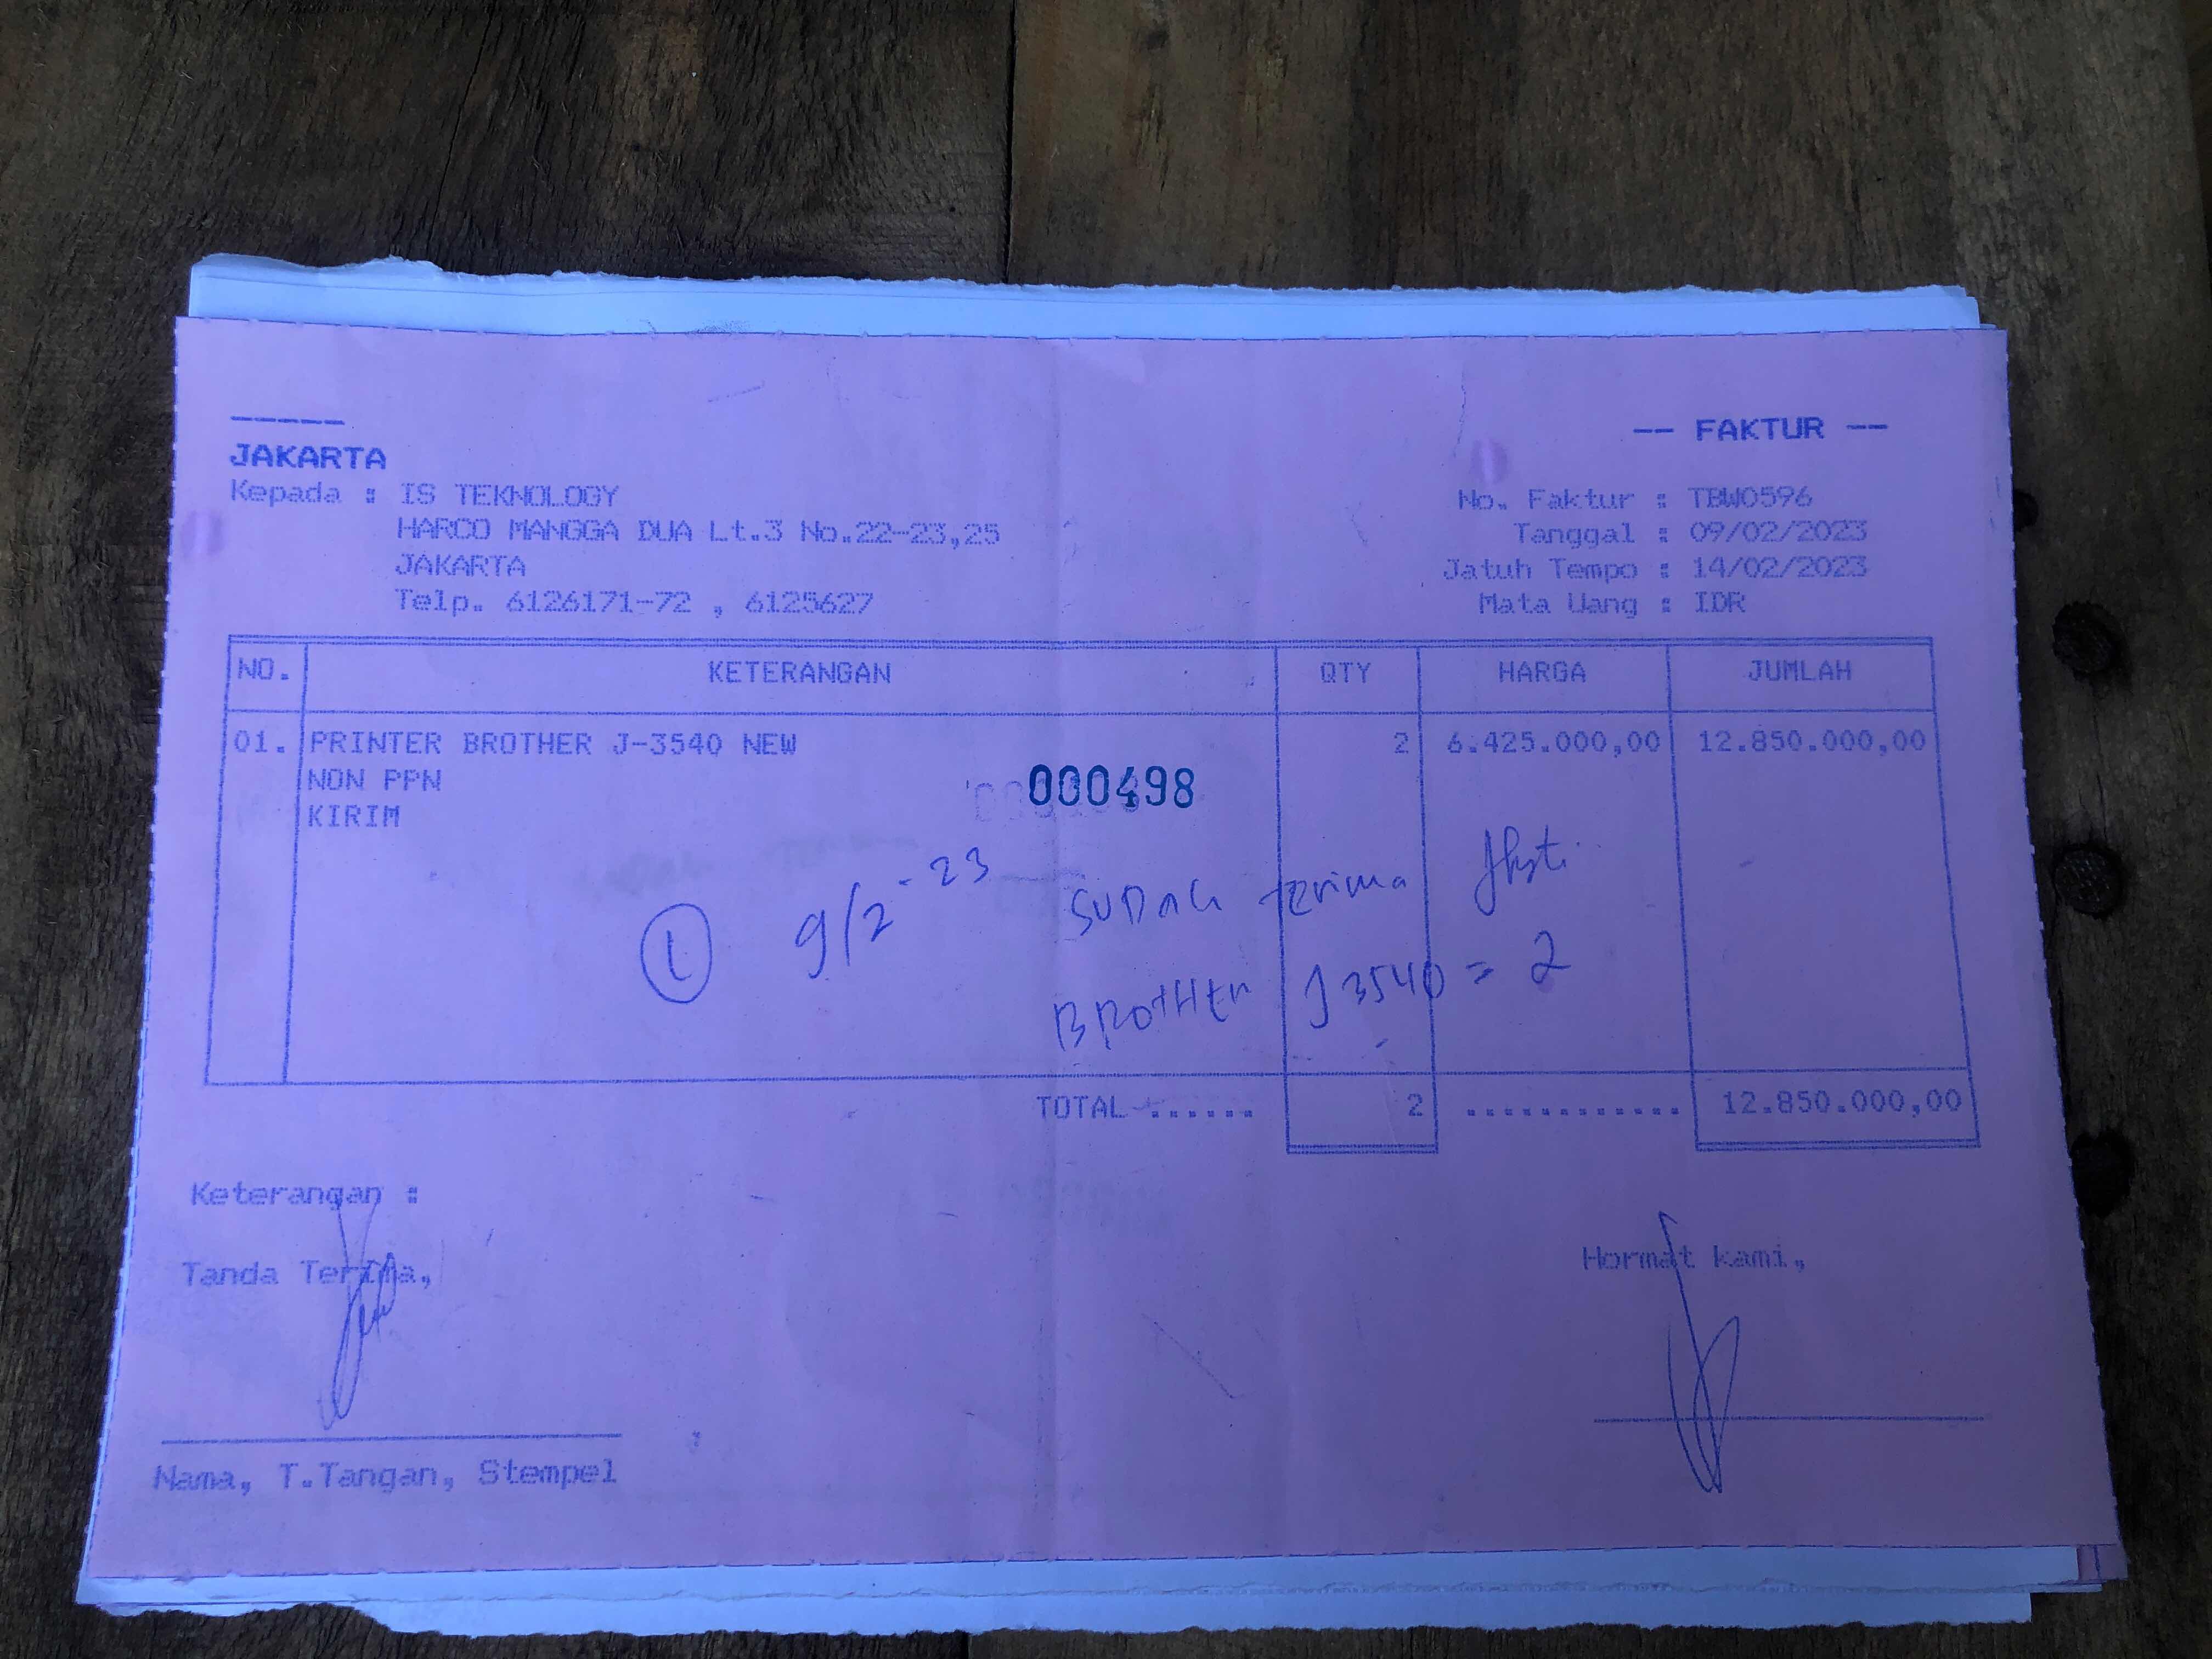 -----
JAKARTA
-- FAKTUR --
Kepada : IS TEKNOLOGY
HARCO MANGGA DUA Lt.3 No.22-23,25
JAKARTA
Telp. 6126171-72 , 6125627
No. Faktur : TBW0596
Tanggal : 09/02/2023
Jatuh Tempo : 14/02/2023
Mata Uang : IDR
NO. KETERANGAN QTY HARGA JUMLAH
01. PRINTER BROTHER J-3540 NEW 2 6.425.000,00 12.850.000,00
NON PPN
KIRIM
000498
1 9/2-23 SUDAH terima
BROTHER J3540 = 2
TOTAL ...... 2 ............ 12.850.000,00
Keterangan :
Tanda Terima,
Hormat kami,
Nama, T.Tangan, Stempel